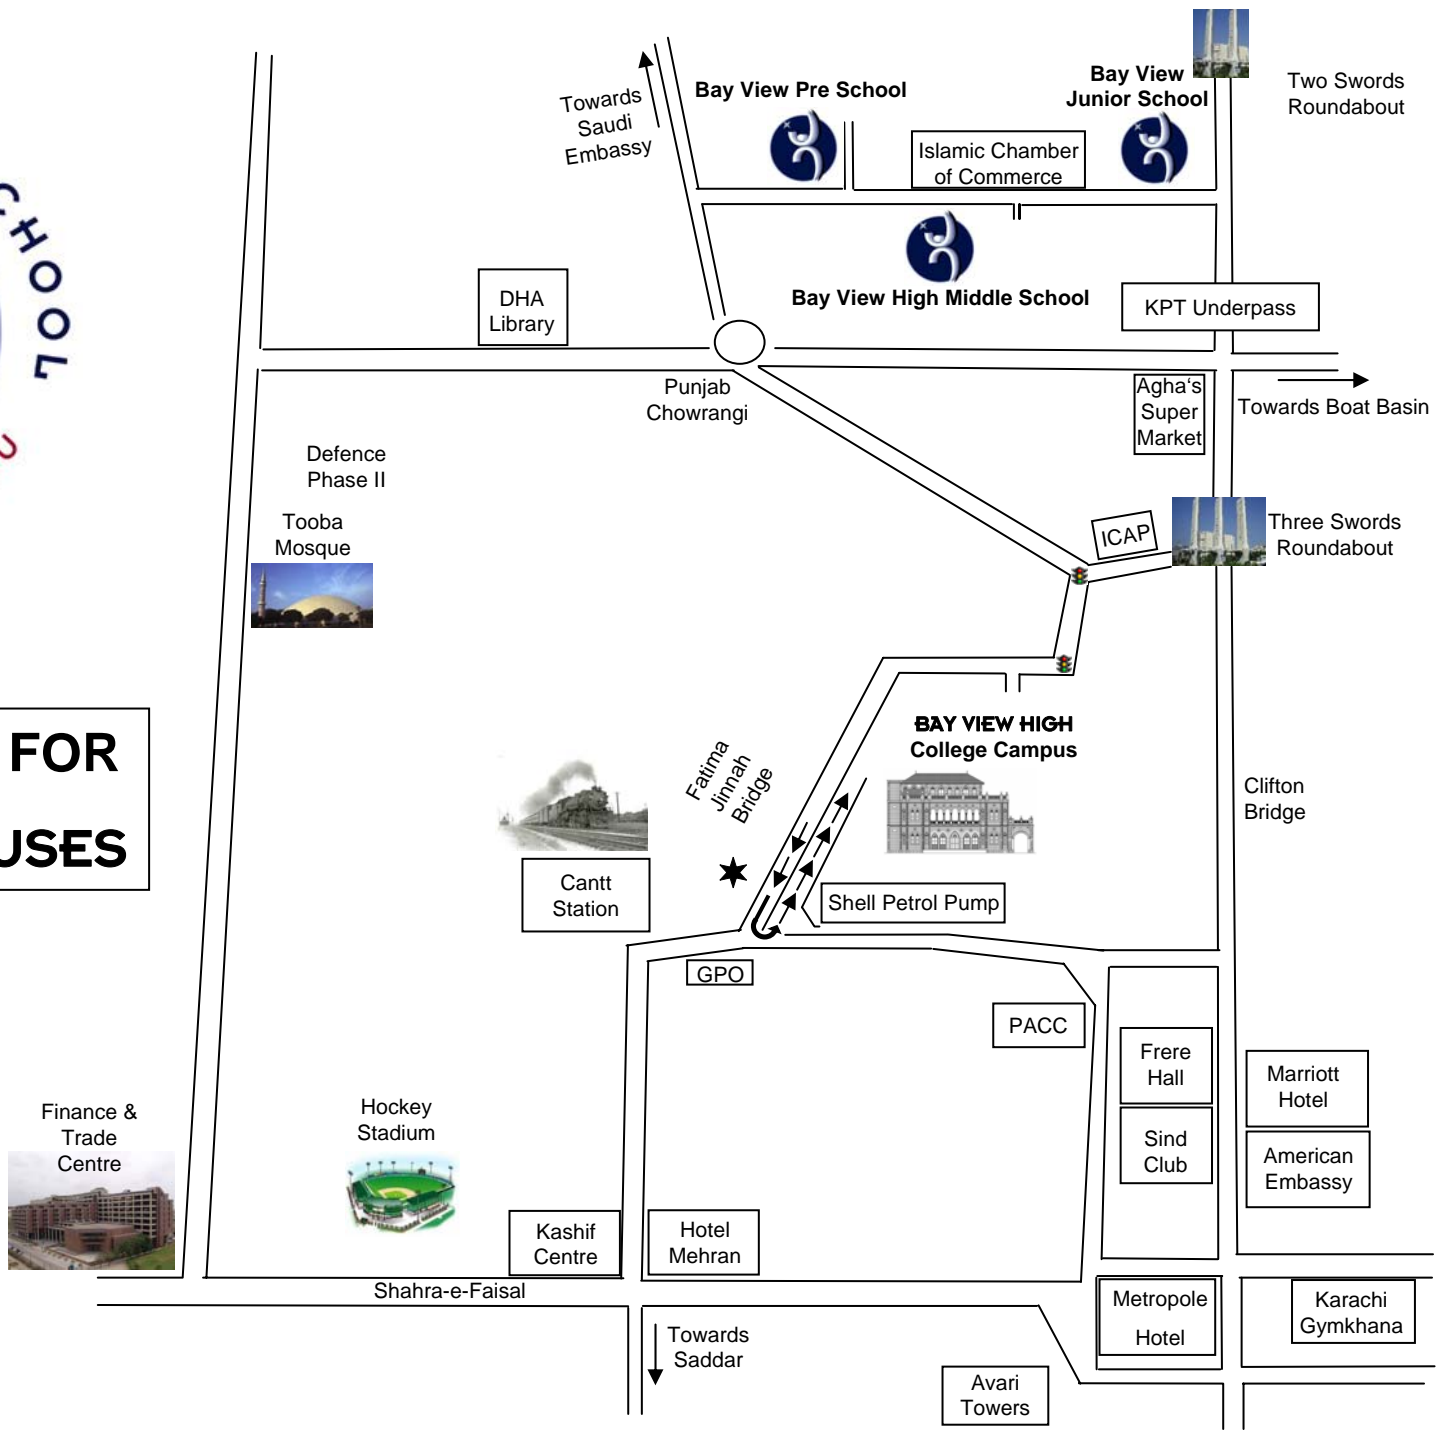 Two Swords
Roundabout
Bay View
Junior School
Bay View Pre School
Towards
Saudi
Embassy
Islamic Chamber
of Commerce
CHOOL
Bay View High Middle School
KPT Underpass
DHA
Library
Punjab
Chowrangi
Agha‘s
Super
Market
Towards Boat Basin
Defence
Phase II
Tooba
Mosque
ICAP
Three Swords
Roundabout
FOR
USES
BAY VIEW HIGH
College Campus
Fatima
Jinnah
Bridge
Clifton
Bridge
Cantt
Station
Shell Petrol Pump
GPO
PACC
Frere
Hall
Marriott
Hotel
Sind
Club
American
Embassy
Finance &
Trade
Centre
Hockey
Stadium
Kashif
Centre
Hotel
Mehran
Shahra-e-Faisal
Metropole
Hotel
Karachi
Gymkhana
Towards
Saddar
Avari
Towers